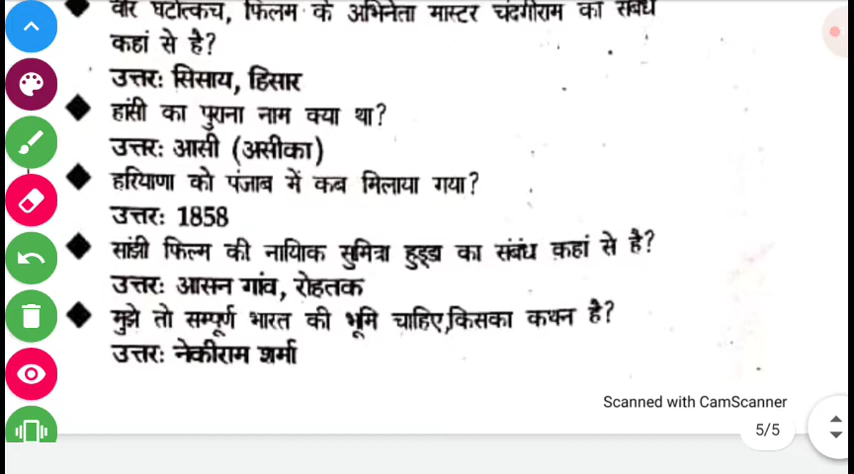 वीर घटोत्कच, फिल्म के अभिनेता मास्टर चंदगीराम का संबंध
कहां से है?
उत्तर: सिसाय, हिसार
हांसी का पुराना नाम क्या था?
उत्तर: आसी (असीका)
हरियाणा को पंजाब में कब मिलाया गया?
उत्तर: 1858
सांझी फिल्म की नायिाक सुमित्रा हुड्डा का संबंध कहां से है?
उत्तर: आसन गांव, रोहतक
मुझे तो सम्पूर्ण भारत की भूमि चाहिए,किसका कथन है?
उत्तर: नेकीराम शर्मा
Scanned with CamScanner
5/5